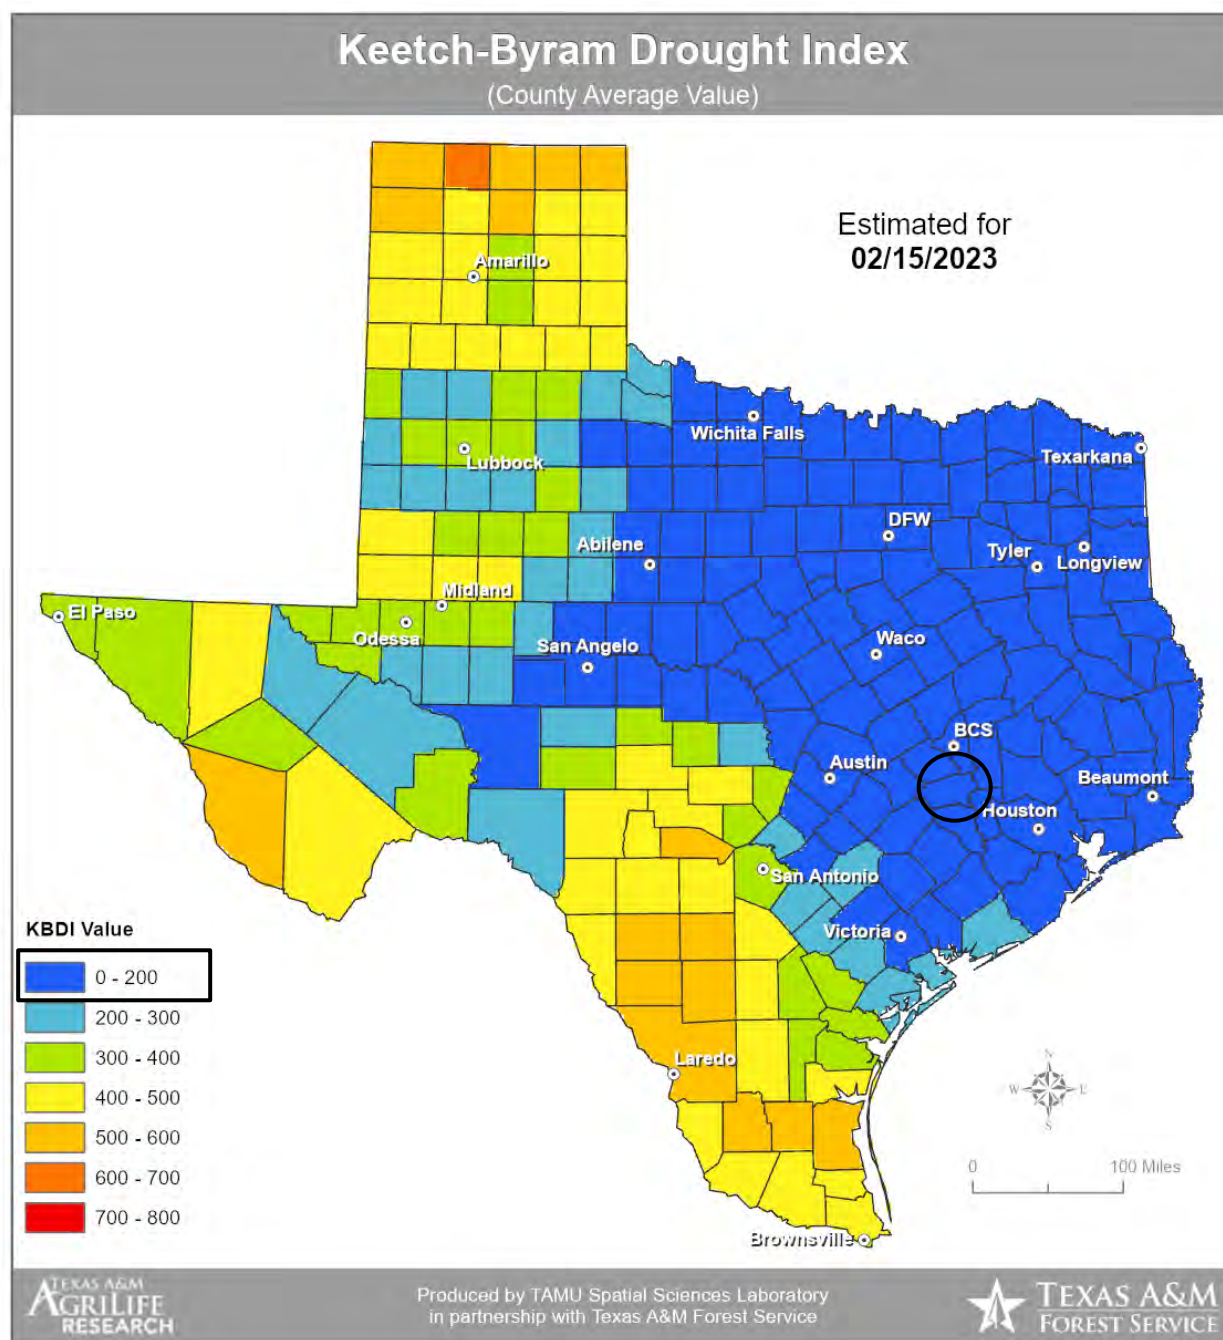 Keetch-Byram Drought Index
(County Average Value)
Estimated for
02/15/2023
Amarillo
Wichita Falls
Texarkana
Lubbock
DFW
Abilene
Tyler
Longview
Midland
El Paso
Odessa
San Angelo
Waco
BCS
Austin
Beaumont
Houston
San Antonio
Victoria
KBDI Value
0 - 200
200 - 300
300 - 400
400 - 500
500 - 600
600 - 700
700 - 800
Laredo
N
W E
S
0 100 Miles
Brownsville
TEXAS A&M
AGRILIFE
RESEARCH
Produced by TAMU Spatial Sciences Laboratory
in partnership with Texas A&M Forest Service
TEXAS A&M
FOREST SERVICE